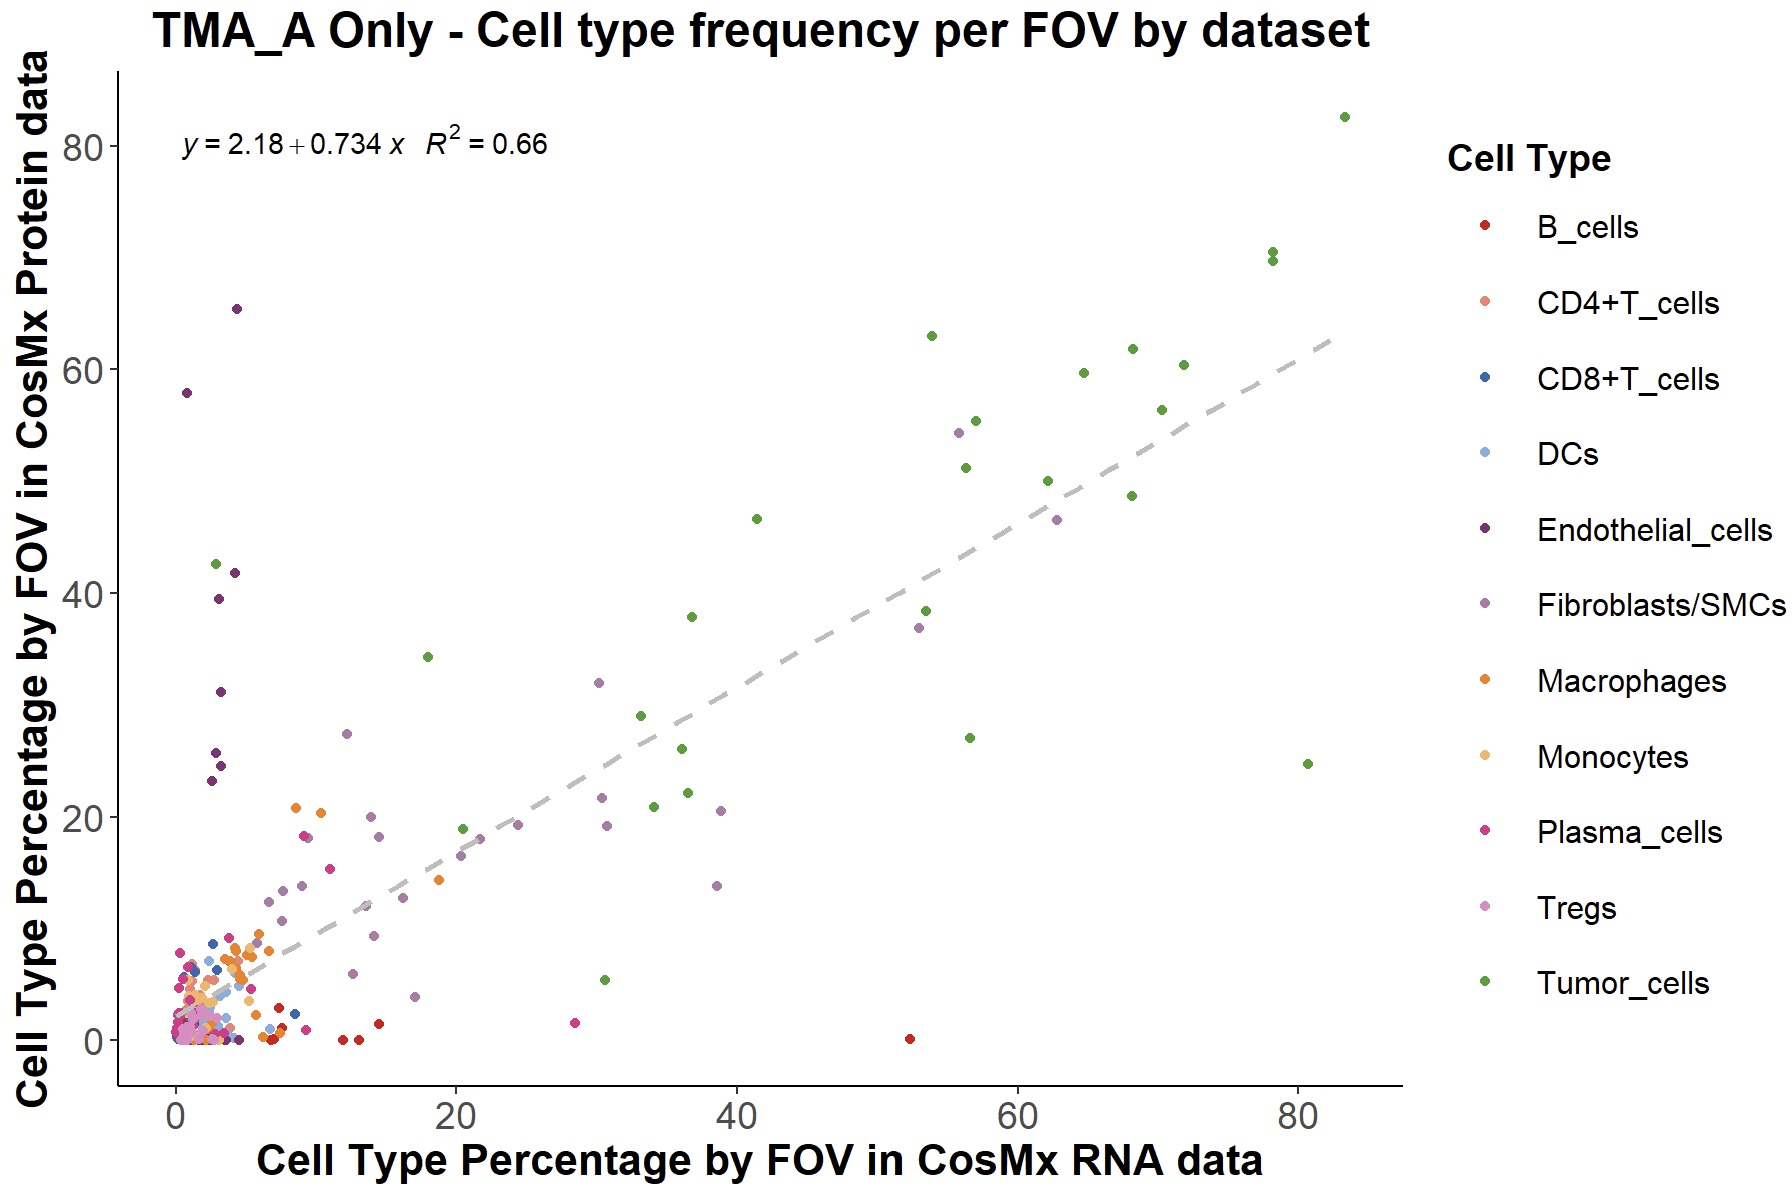 TMA_A Only - Cell type frequency per FOV by dataset
Cell Type Percentage by FOV in CosMx Protein data
y = 2.18 + 0.734 x R² = 0.66
80
60
40
20
0
0 20 40 60 80
Cell Type Percentage by FOV in CosMx RNA data
Cell Type
B_cells
CD4+T_cells
CD8+T_cells
DCs
Endothelial_cells
Fibroblasts/SMCs
Macrophages
Monocytes
Plasma_cells
Tregs
Tumor_cells